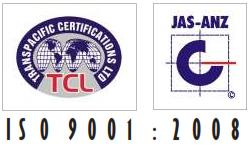 TRANSPACIFIC CERTIFICATIONS LTD
TCL
JAS-ANZ
©
ISO 9001 : 2008